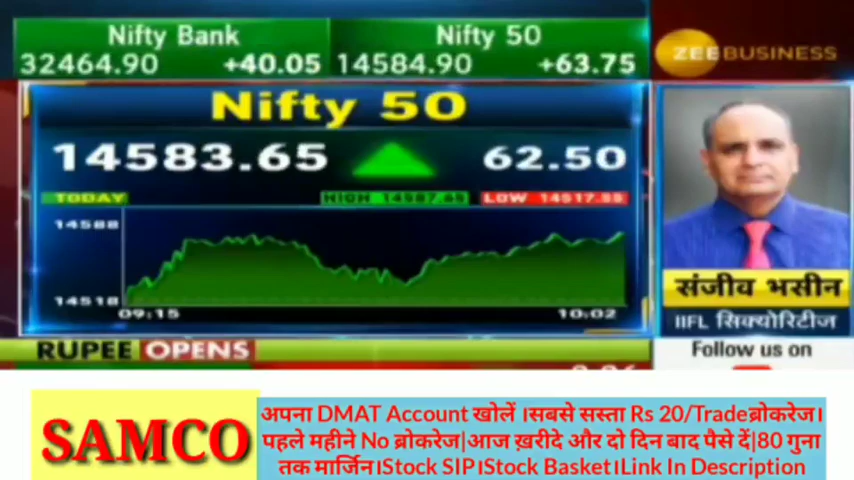 Nifty Bank
32464.90 +40.05
Nifty 50
14584.90 +63.75
ZEE BUSINESS
Nifty 50
14583.65 62.50
TODAY
HIGH 14587.65 LOW 14517.55
14588
14518
09:15 10:02
संजीव भसीन
IIFL सिक्योरिटीज
RUPEE OPENS
Follow us on
SAMCO
अपना DMAT Account खोलें ।सबसे सस्ता Rs 20/Tradeब्रोकरेज।
पहले महीने No ब्रोकरेज|आज ख़रीदे और दो दिन बाद पैसे दें|80 गुना
तक मार्जिन।Stock SIP।Stock Basket।Link In Description